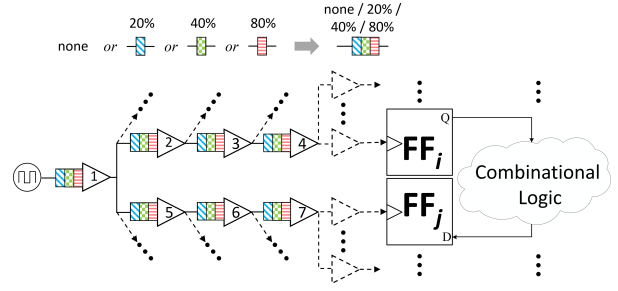 20% 40% 80%
none or or or
none / 20% /
40% / 80%
1
2 3 4
5 6 7
Q
FFi
FFj
D
Combinational
Logic